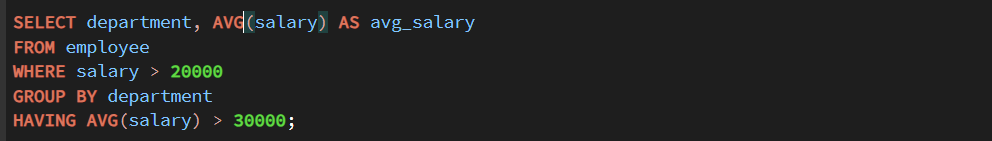 SELECT department, AVG(salary) AS avg_salary
FROM employee
WHERE salary > 20000
GROUP BY department
HAVING AVG(salary) > 30000;